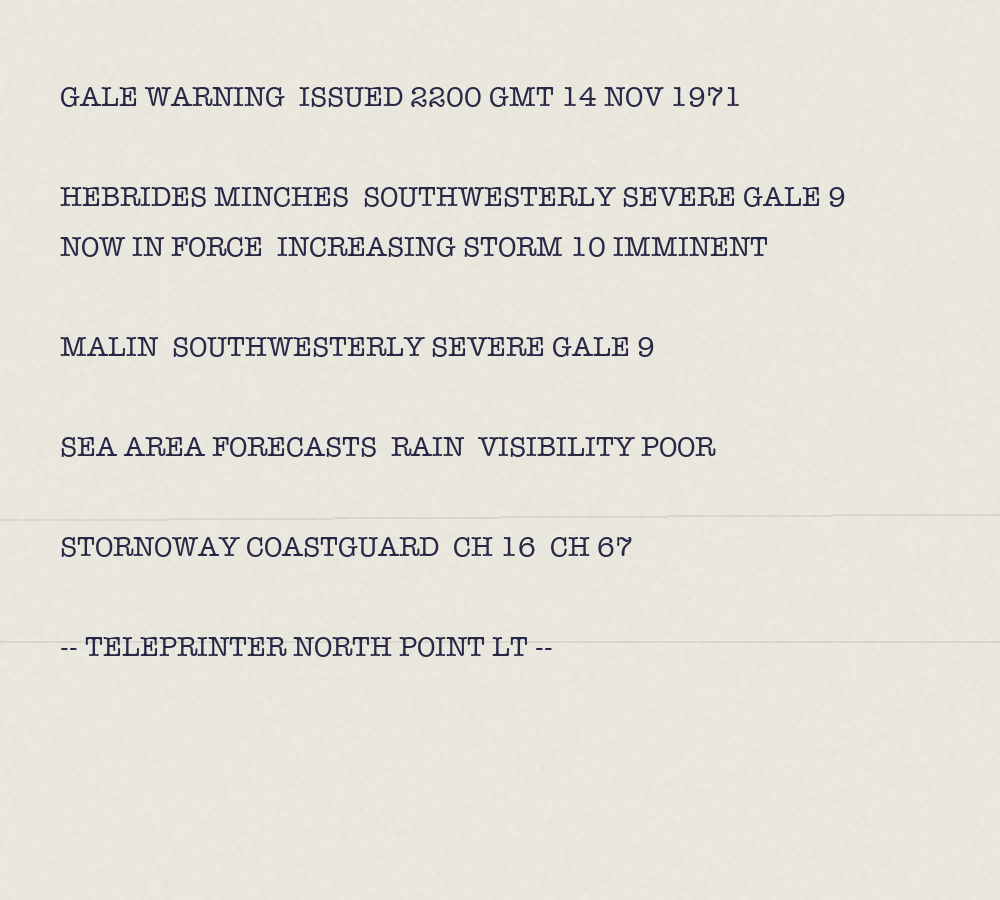 GALE WARNING  ISSUED 2200 GMT 14 NOV 1971
HEBRIDES MINCHES  SOUTHWESTERLY SEVERE GALE 9
NOW IN FORCE  INCREASING STORM 10 IMMINENT
MALIN  SOUTHWESTERLY SEVERE GALE 9
SEA AREA FORECASTS  RAIN  VISIBILITY POOR
STORNOWAY COASTGUARD  CH 16  CH 67
-- TELEPRINTER NORTH POINT LT --